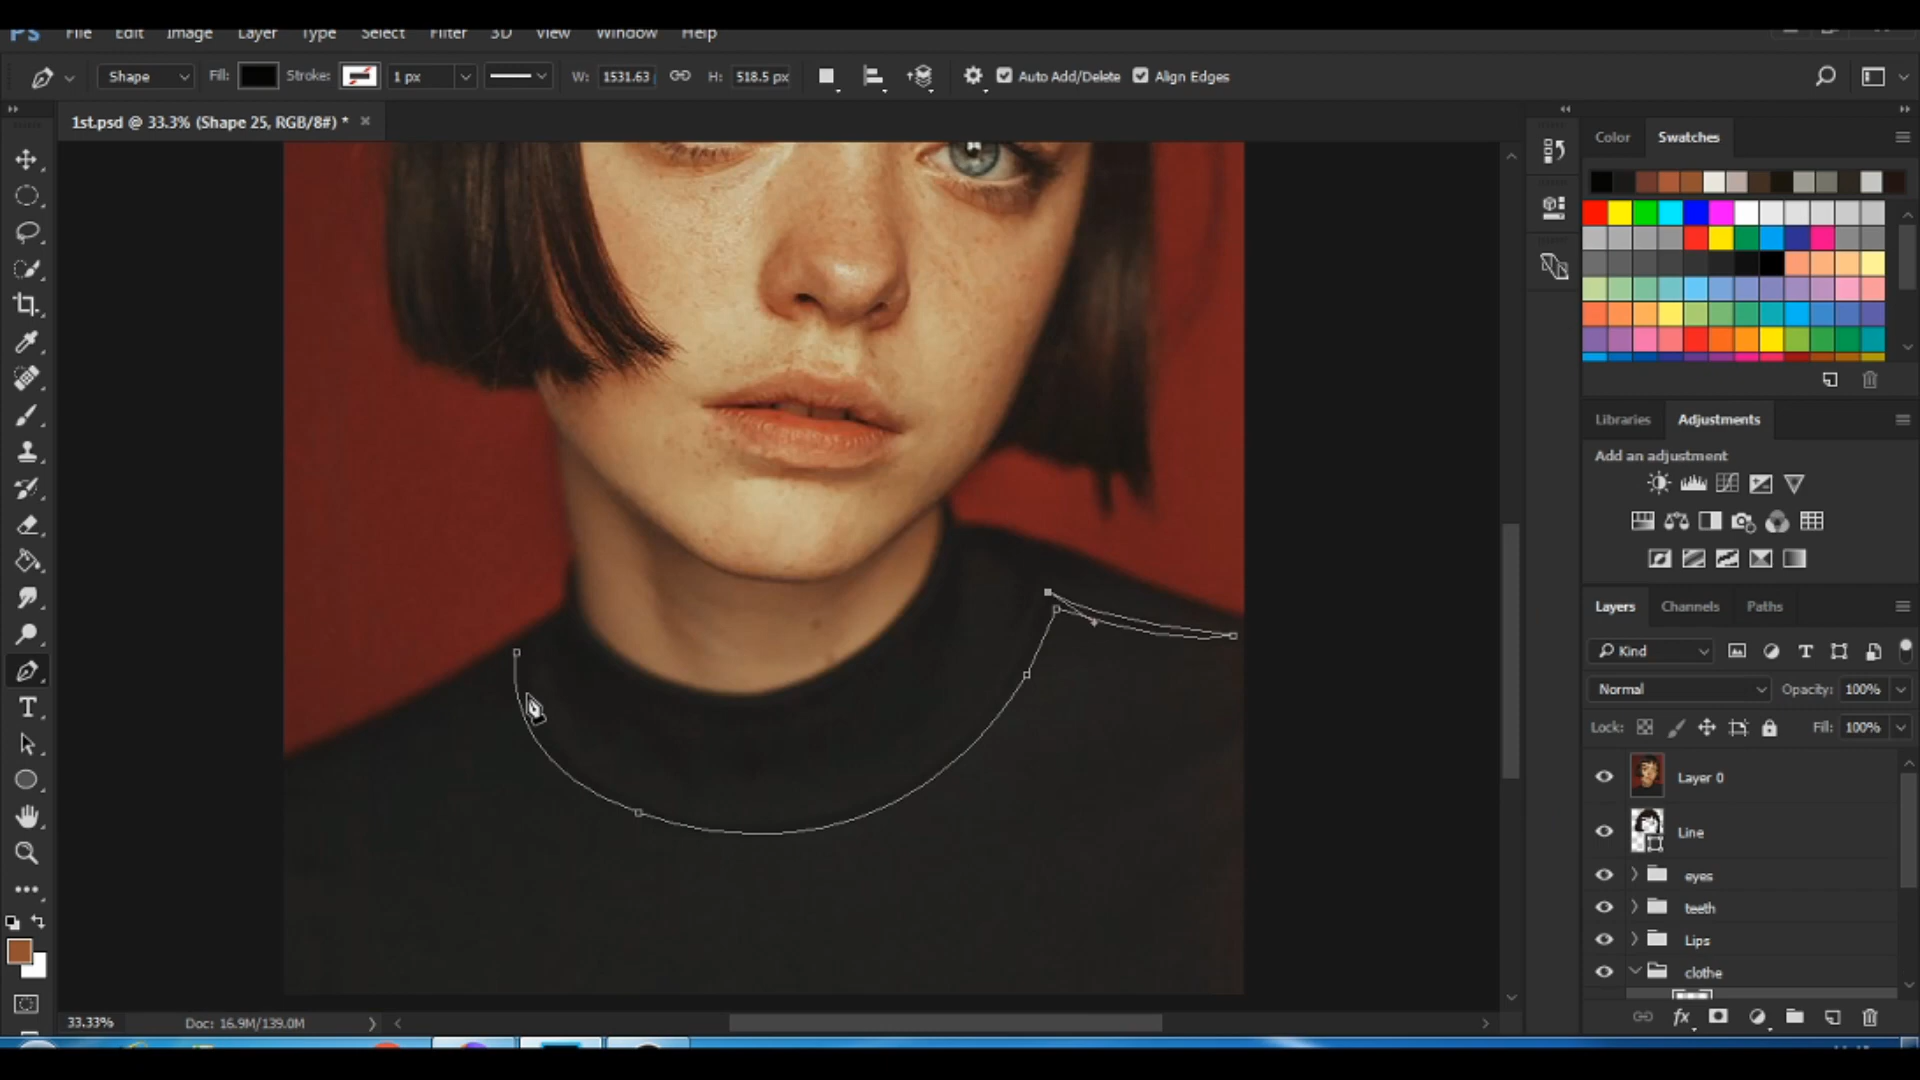 PS File Edit Image Layer Type Select Filter 3D View Window Help
Shape Fill: Stroke: 1 px W: 1531.63 H: 518.5 px Auto Add/Delete Align Edges
1st.psd @ 33.3% (Shape 25, RGB/8#) *
Color Swatches
Libraries Adjustments
Add an adjustment
Layers Channels Paths
Kind
Normal Opacity: 100%
Lock: Fill: 100%
Layer 0
Line
eyes
teeth
Lips
clothe
fx
33.33% Doc: 16.9M/139.0M